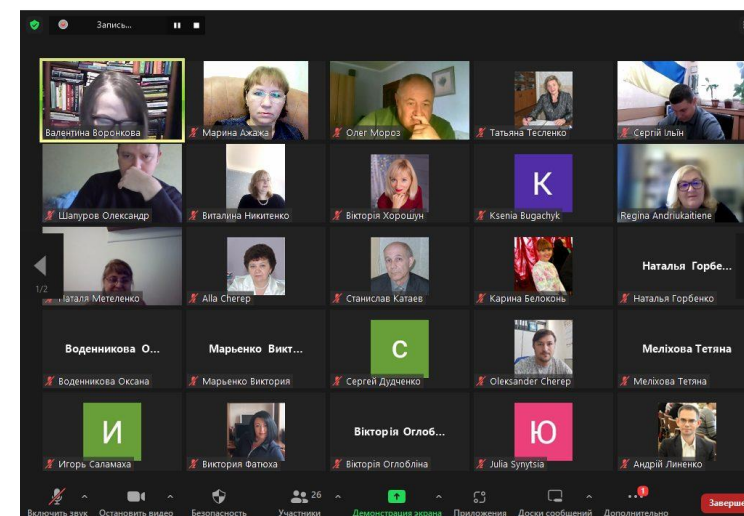 Запись...
Валентина Воронкова
Марина Ажажа
Олег Мороз
Татьяна Тесленко
Сергій Ільїн
Шапуров Олександр
Виталина Никитенко
Вікторія Хорошун
K
Ksenia Bugachyk
Regina Andriukaitiene
1/2
Наталя Метеленко
Alla Cherep
Станислав Катаев
Карина Белоконь
Наталья Горбе...
Наталья Горбенко
Воденникова О...
Воденникова Оксана
Марьенко Викт...
Марьенко Виктория
С
Сергей Дудченко
Oleksander Cherep
Меліхова Тетяна
Меліхова Тетяна
И
Игорь Саламаха
Виктория Фатюха
Вікторія Оглоб...
Вікторія Оглобліна
Ю
Julia Synytsia
Андрій Линенко
Включить звук
Остановить видео
Безопасность
26
Участники
Демонстрация экрана
Приложения
Доски сообщений
1
Дополнительно
Заверше